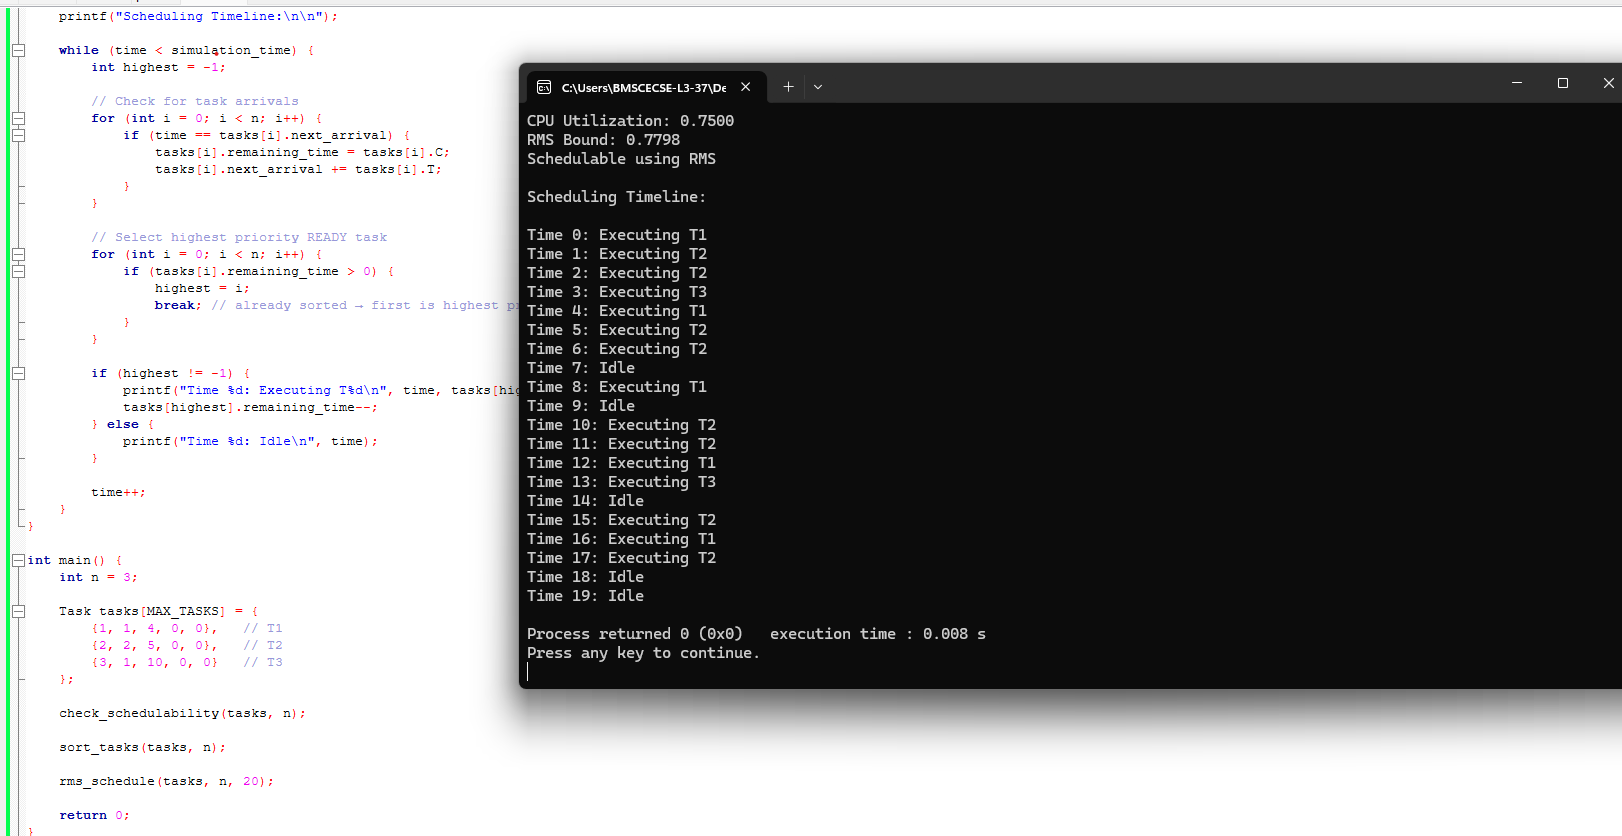 printf("Scheduling Timeline:\n\n");
while (time < simulation_time) {
int highest = -1;
// Check for task arrivals
for (int i = 0; i < n; i++) {
if (time == tasks[i].next_arrival) {
tasks[i].remaining_time = tasks[i].C;
tasks[i].next_arrival += tasks[i].T;
}
}
// Select highest priority READY task
for (int i = 0; i < n; i++) {
if (tasks[i].remaining_time > 0) {
highest = i;
break; // already sorted → first is highest
}
}
if (highest != -1) {
printf("Time %d: Executing T%d\n", time,
tasks[highest].remaining_time--;
} else {
printf("Time %d: Idle\n", time);
}
time++;
}
}
int main() {
int n = 3;
Task tasks[MAX_TASKS] = {
{1, 1, 4, 0, 0},   // T1
{2, 2, 5, 0, 0},   // T2
{3, 1, 10, 0, 0}   // T3
};
check_schedulability(tasks, n);
sort_tasks(tasks, n);
rms_schedule(tasks, n, 20);
return 0;
}
C:\Users\BMSCECSE-L3-37\De
CPU Utilization: 0.7500
RMS Bound: 0.7798
Schedulable using RMS
Scheduling Timeline:
Time 0: Executing T1
Time 1: Executing T2
Time 2: Executing T2
Time 3: Executing T3
Time 4: Executing T1
Time 5: Executing T2
Time 6: Executing T2
Time 7: Idle
Time 8: Executing T1
Time 9: Idle
Time 10: Executing T2
Time 11: Executing T2
Time 12: Executing T1
Time 13: Executing T3
Time 14: Idle
Time 15: Executing T2
Time 16: Executing T1
Time 17: Executing T2
Time 18: Idle
Time 19: Idle
Process returned 0 (0x0)   execution time : 0.008 s
Press any key to continue.